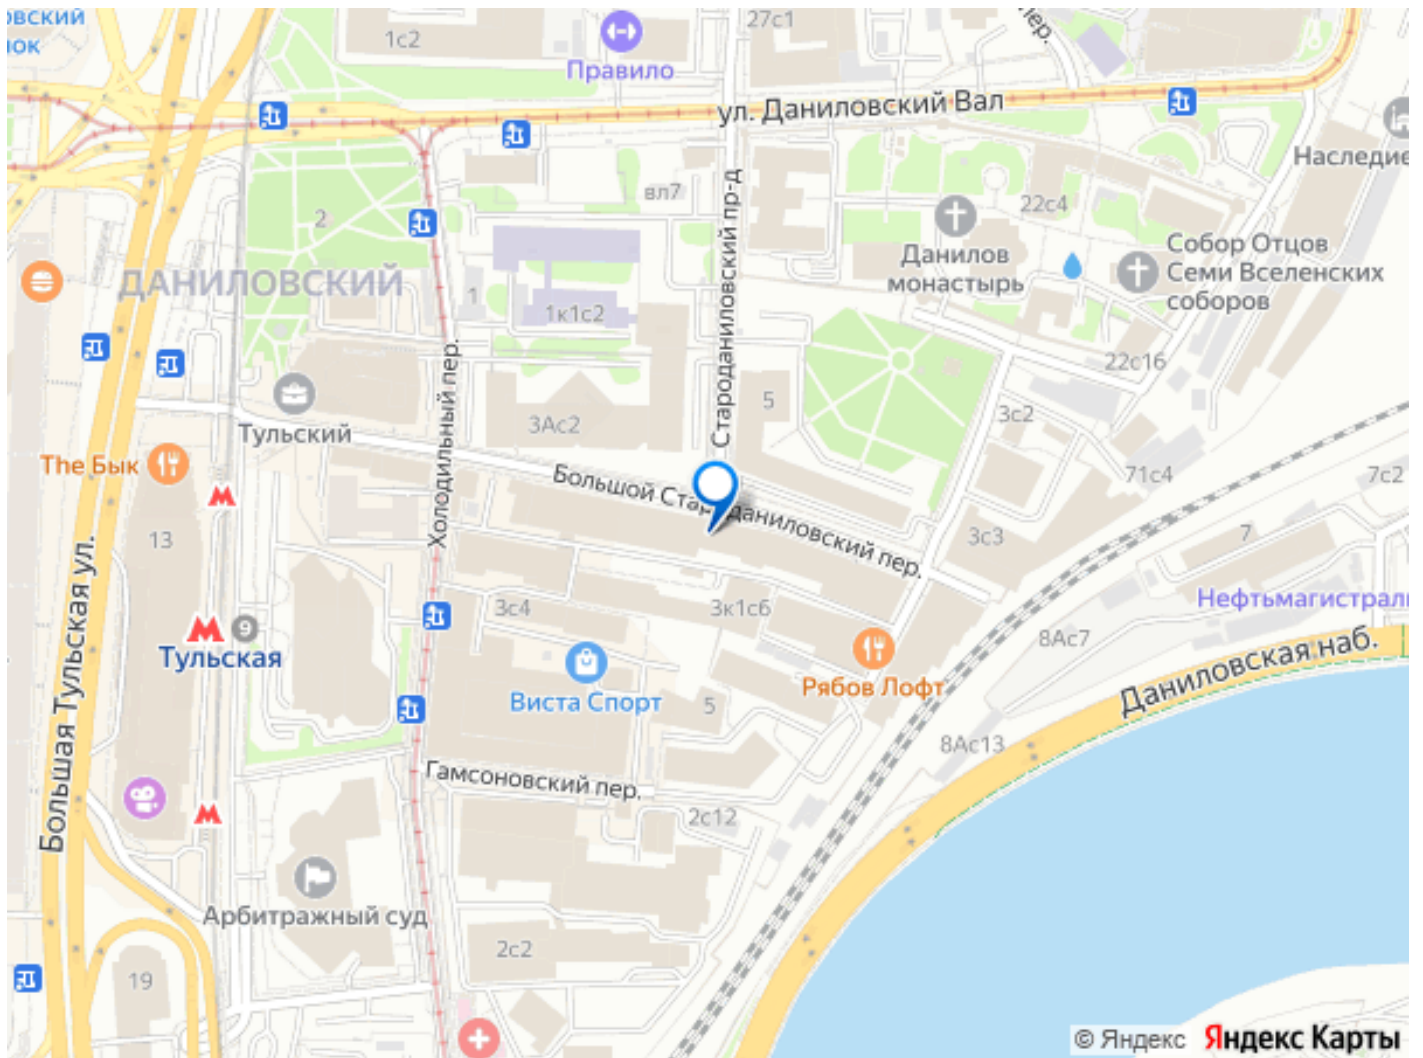 вский
юк
1с2
Правило
27с1
пер.
ул. Даниловский Вал
Наследие
вл7
Староданиловский пр-д
22с4
Данилов
монастырь
Собор Отцов
Семи Вселенских
соборов
2
ДАНИЛОВСКИЙ
1
1к1с2
22с16
Холодильный пер.
Тульский
3Ас2
5
Староданиловский
3с2
The Бык
71с4
7с2
Большой Староданиловский пер.
13
3с3
7
Большая Тульская ул.
9
Тульская
3с4
3к1с6
Нефтьмагистраль
8Ас7
Виста Спорт
5
Рябов Лофт
Даниловская наб.
8Ас13
Гамсоновский пер.
2с12
Арбитражный суд
2с2
19
© Яндекс Яндекс Карты